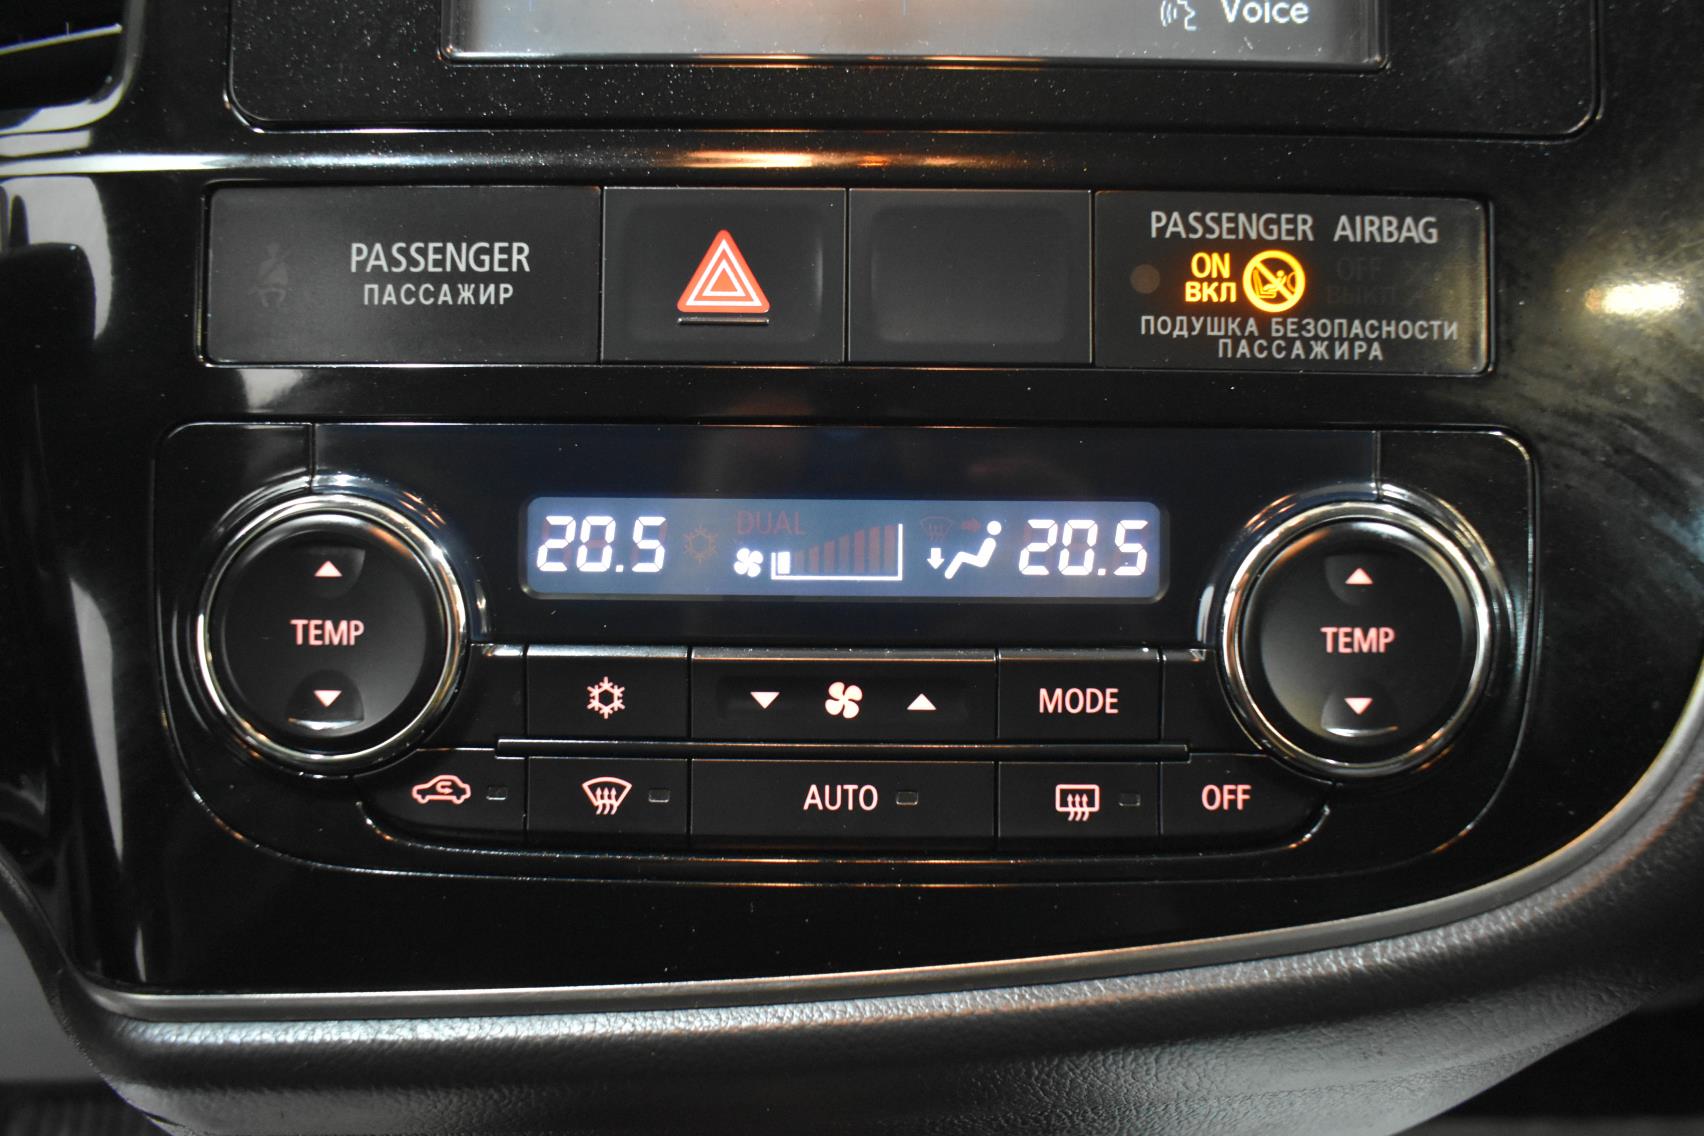 Voice
PASSENGER
ПАССАЖИР
PASSENGER AIRBAG
ON OFF
ВКЛ ВЫКЛ
ПОДУШКА БЕЗОПАСНОСТИ
ПАССАЖИРА
DUAL
20.5 20.5
TEMP
TEMP
MODE
AUTO
OFF